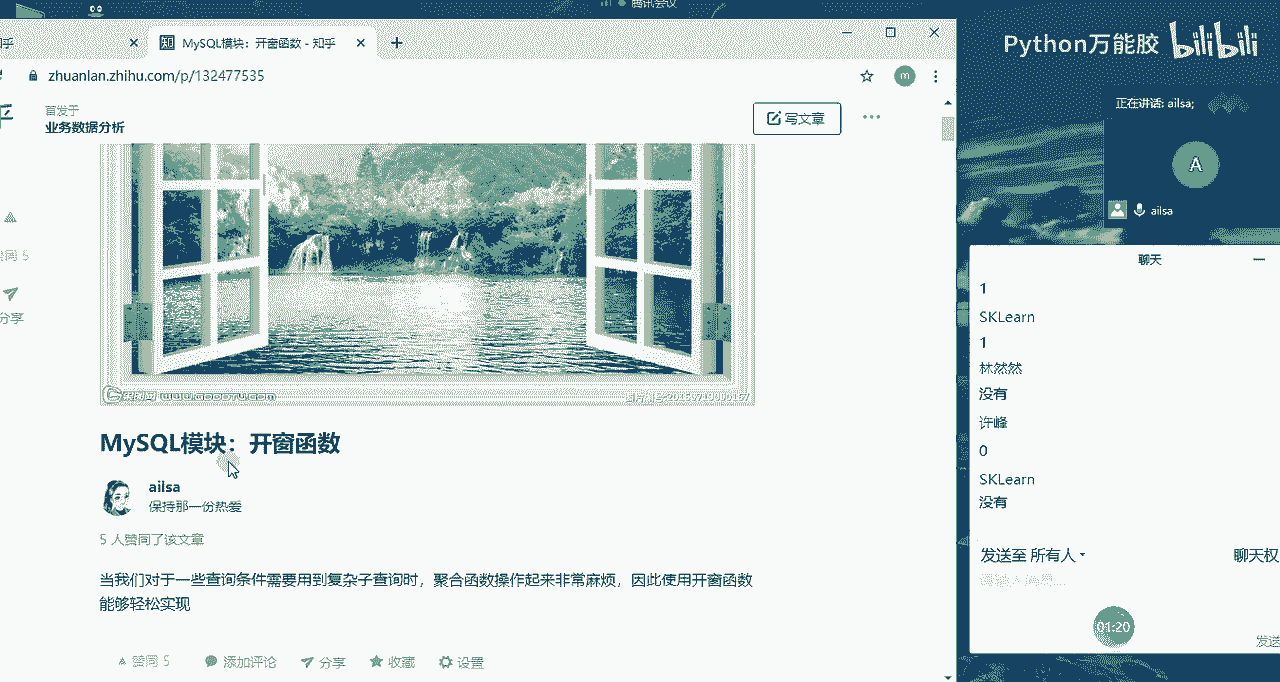 腾讯会议
乎
MySQL模块：开窗函数 - 知乎
zhuanlan.zhihu.com/p/132477535
m
首发于
业务数据分析
写文章
赞同 5
分享
MySQL模块：开窗函数
ailsa
保持那一份热爱
5 人赞同了该文章
当我们对于一些查询条件需要用到复杂子查询时，聚合函数操作起来非常麻烦，因此使用开窗函数
能够轻松实现
赞同 5
添加评论
分享
收藏
设置
Python万能胶
bilibili
正在讲话: ailsa;
A
ailsa
聊天
1
SKLearn
1
林然然
没有
许峰
0
SKLearn
没有
发送至 所有人
聊天权
01:20
发送